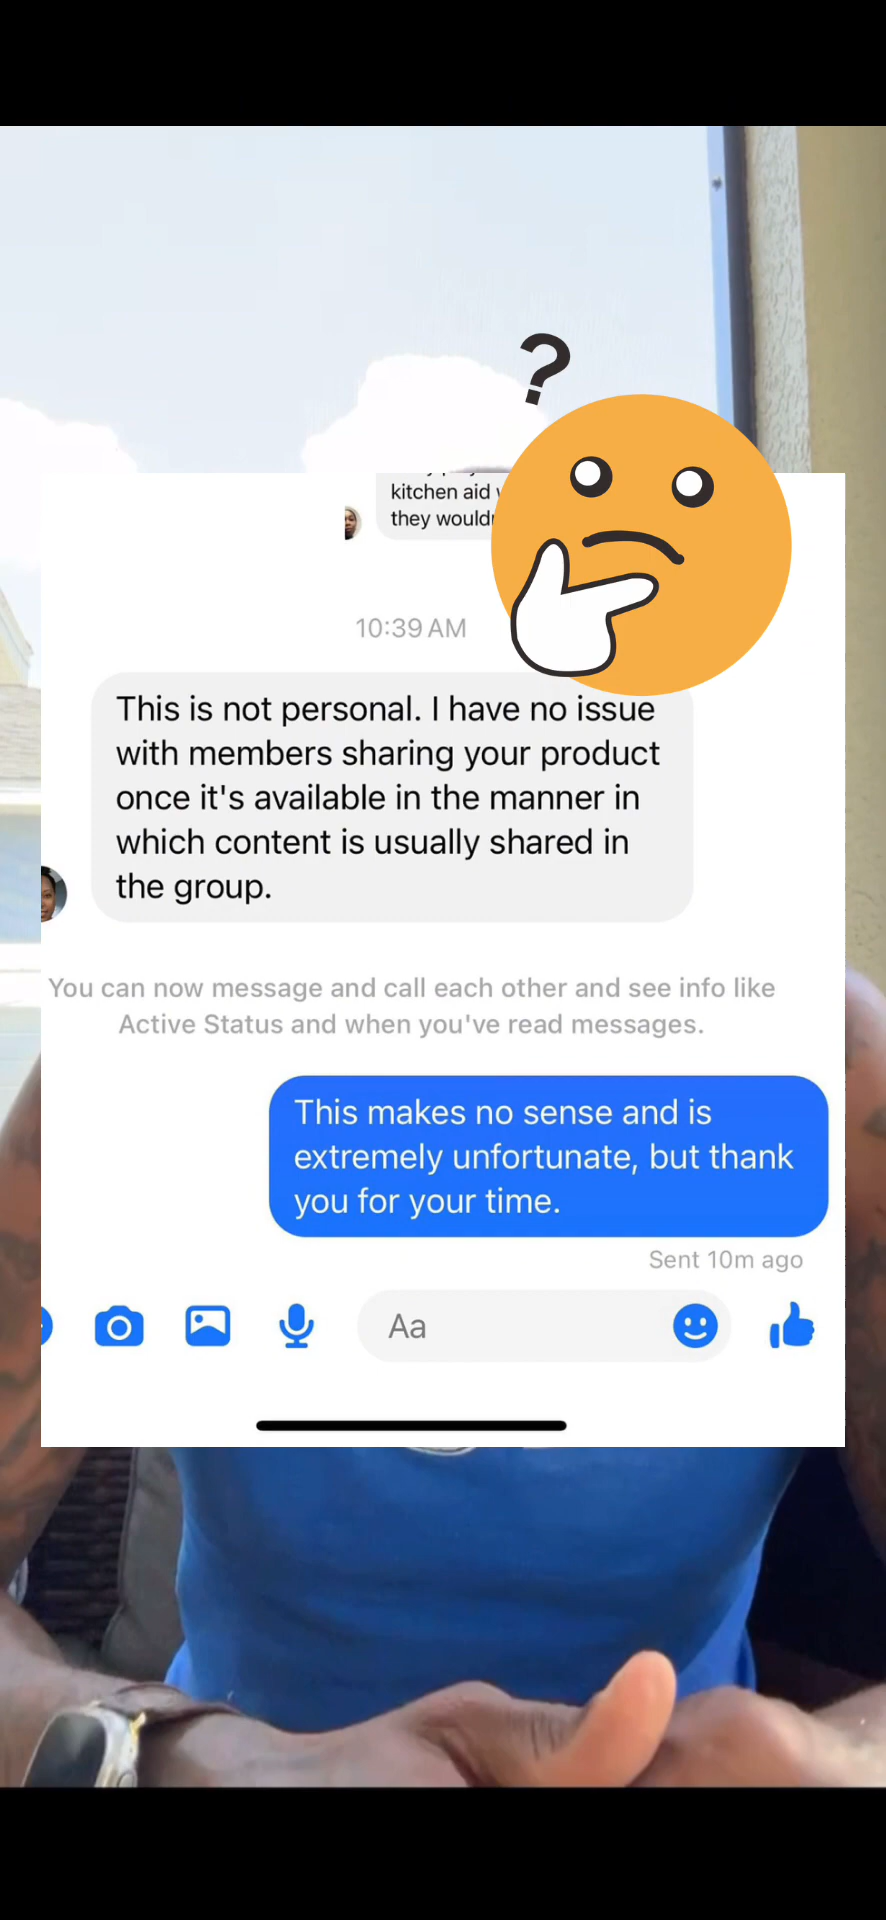 ?
kitchen aid
they
10:39 AM
This is not personal. I have no issue
with members sharing your product
once it's available in the manner in
which content is usually shared in
the group.
You can now message and call each other and see info like
Active Status and when you've read messages.
This makes no sense and is
extremely unfortunate, but thank
you for your time.
Sent 10m ago
Aa